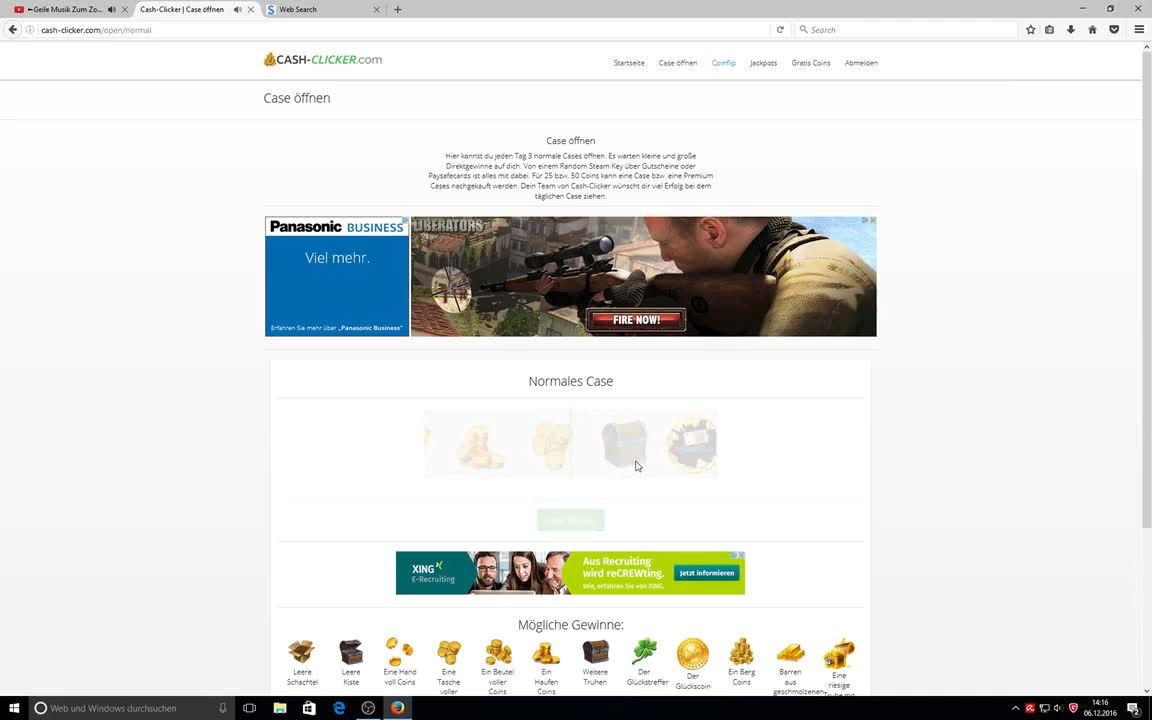 ►Geile Musik Zum Zo...
Cash-Clicker | Case öffnen
Web Search
cash-clicker.com/open/normal
Search
CASH-CLICKER.com
Startseite
Case öffnen
Coinflip
Jackpots
Gratis Coins
Abmelden
Case öffnen
Case öffnen
Hier kannst du jeden Tag 3 normale Cases öffnen. Es warten kleine und große
Direktgewinne auf dich. Von einem Random Steam Key über Gutscheine oder
Paysafecards ist alles mit dabei. Für 25 bzw. 50 Coins kann eine Case bzw. eine Premium
Cases nachgekauft werden. Dein Team von Cash-Clicker wünscht dir viel Erfolg bei dem
täglichen Case ziehen.
Panasonic BUSINESS
Viel mehr.
Erfahren Sie mehr über „Panasonic Business“
LIBERATORS
FIRE NOW!
Normales Case
XING
E-Recruiting
Aus Recruiting
wird reCREWting.
Wie, erfahren Sie von XING.
Jetzt informieren
Mögliche Gewinne:
Leere
Schachtel
Leere
Kiste
Eine Hand
voll Coins
Eine
Tasche
voller
Ein Beutel
voller
Coins
Ein
Haufen
Coins
Weitere
Truhen
Der
Glückstreffer
Der
Glückscoin
Ein Berg
Coins
Barren
aus
geschmolzenen
Eine
riesige
Truhe mit
Web und Windows durchsuchen
14:16
06.12.2016